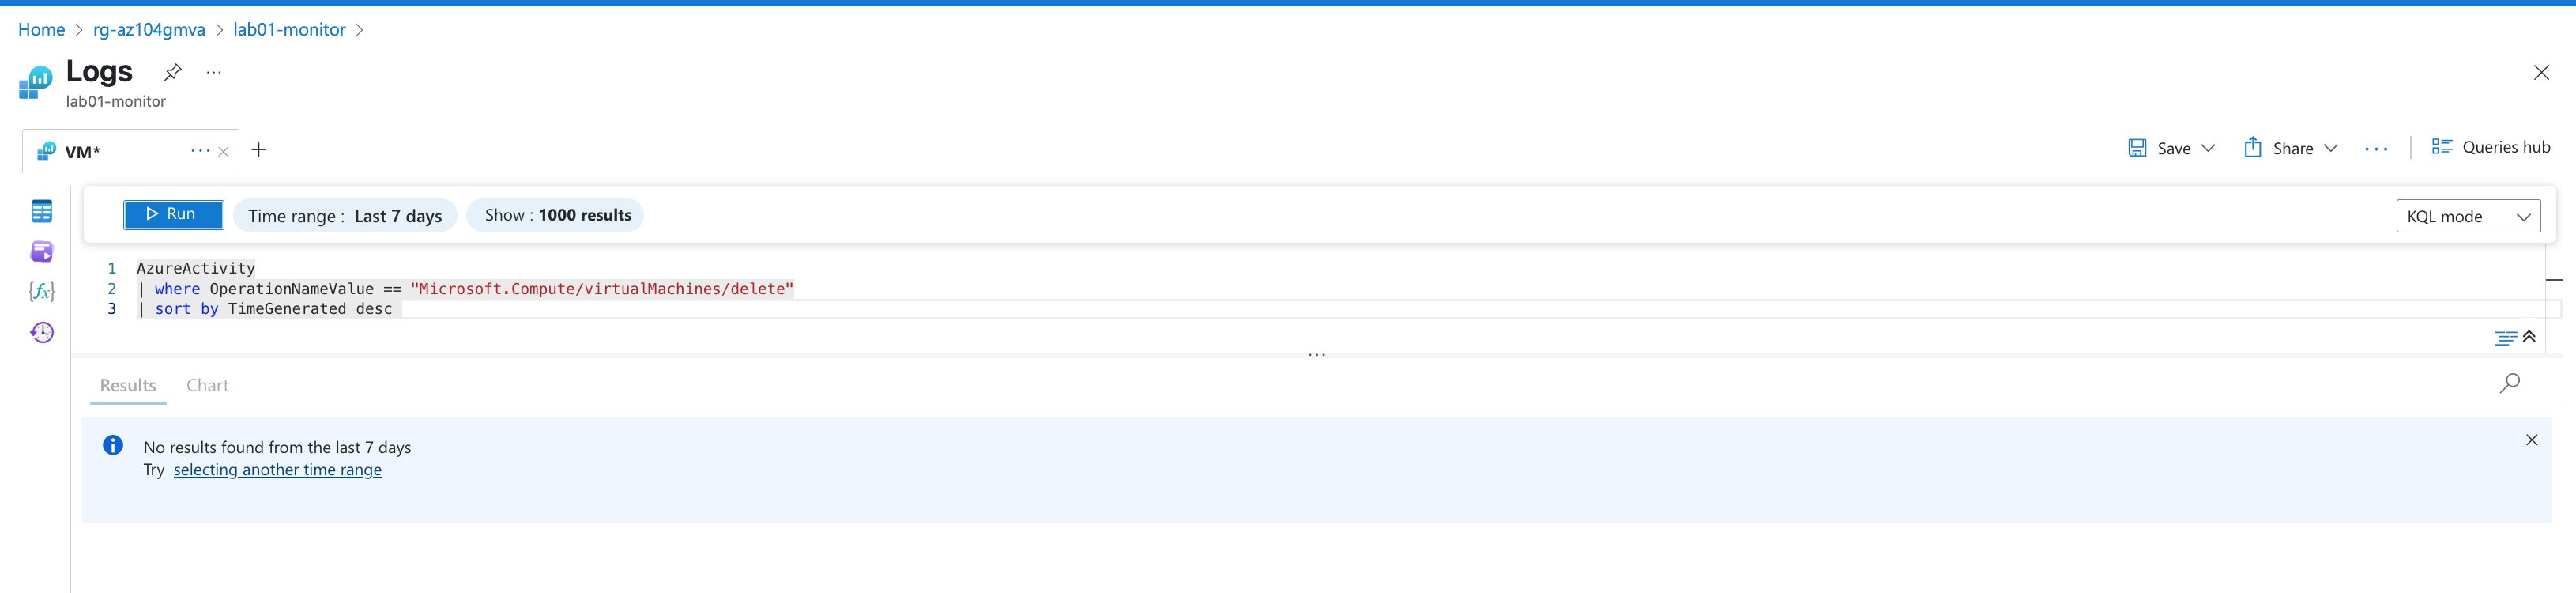 Home > rg-az104gmva > lab01-monitor >
Logs ...
lab01-monitor
VM* ... × +
Save Share ... | Queries hub
Run Time range : Last 7 days Show : 1000 results KQL mode
{fx}
1 AzureActivity
2 | where OperationNameValue == "Microsoft.Compute/virtualMachines/delete"
3 | sort by TimeGenerated desc
...
Results Chart
No results found from the last 7 days
Try selecting another time range